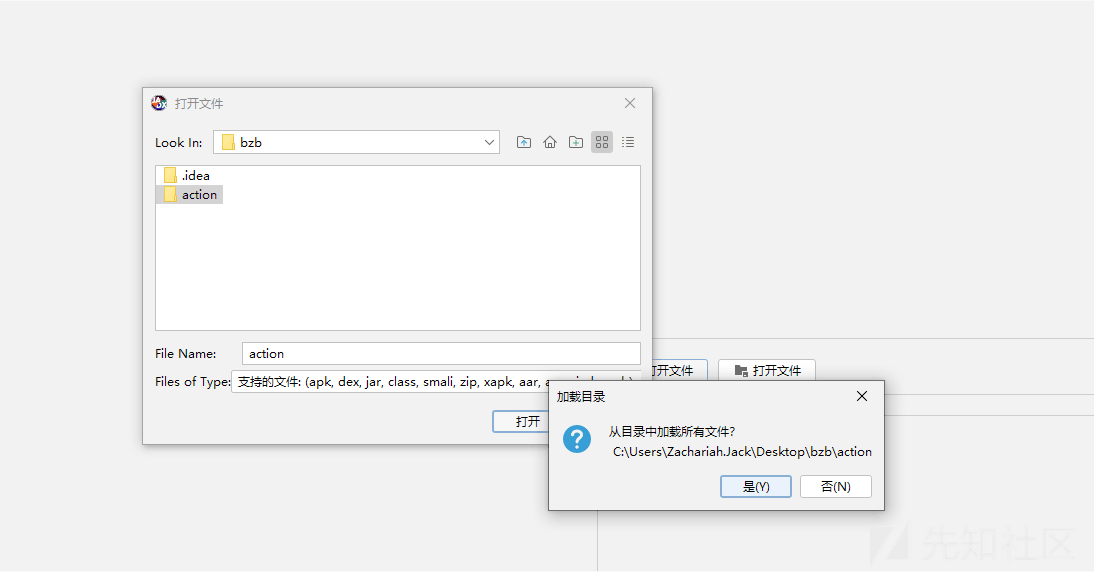 打开文件
Look In:
bzb
.idea
action
File Name:
action
Files of Type:
支持的文件: (apk, dex, jar, class, smali, zip, xapk, aar, a
打开
打开文件
打开文件
加载目录
从目录中加载所有文件?
C:\Users\Zachariah.Jack\Desktop\bzb\action
是(Y)
否(N)
先知社区